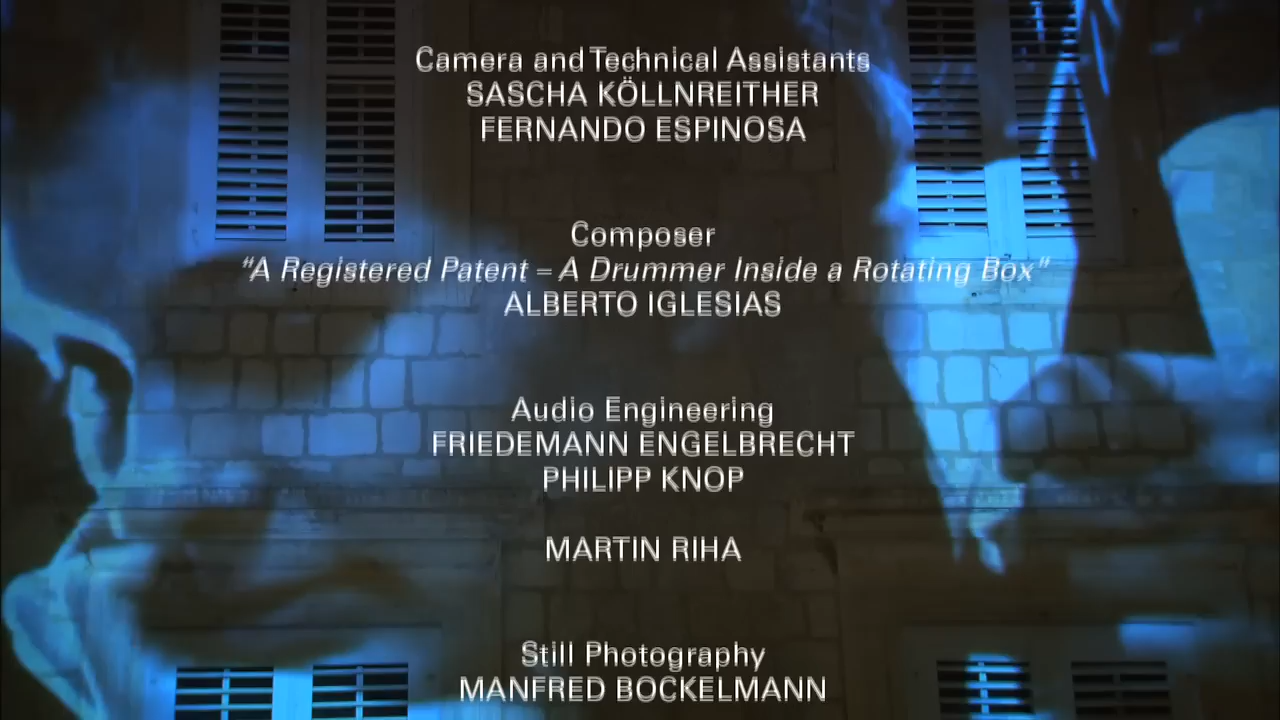 Camera and Technical Assistants
SASCHA KÖLLNREITHER
FERNANDO ESPINOSA
Composer
“A Registered Patent – A Drummer Inside a Rotating Box”
ALBERTO IGLESIAS
Audio Engineering
FRIEDEMANN ENGELBRECHT
PHILIPP KNOP
MARTIN RIHA
Still Photography
MANFRED BOCKELMANN